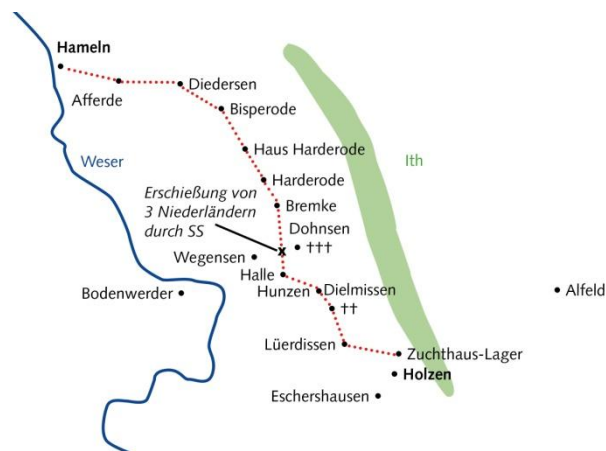 Hameln
Afferde
Diedersen
Bisperode
Weser
Haus Harderode
Ith
Harderode
Erschießung von
3 Niederländern
durch SS
Bremke
Dohnsen
†††
Wegensen
x
Halle
Bodenwerder
Hunzen
Dielmissen
Alfeld
††
Lüerdissen
Zuchthaus-Lager
Holzen
Eschershausen